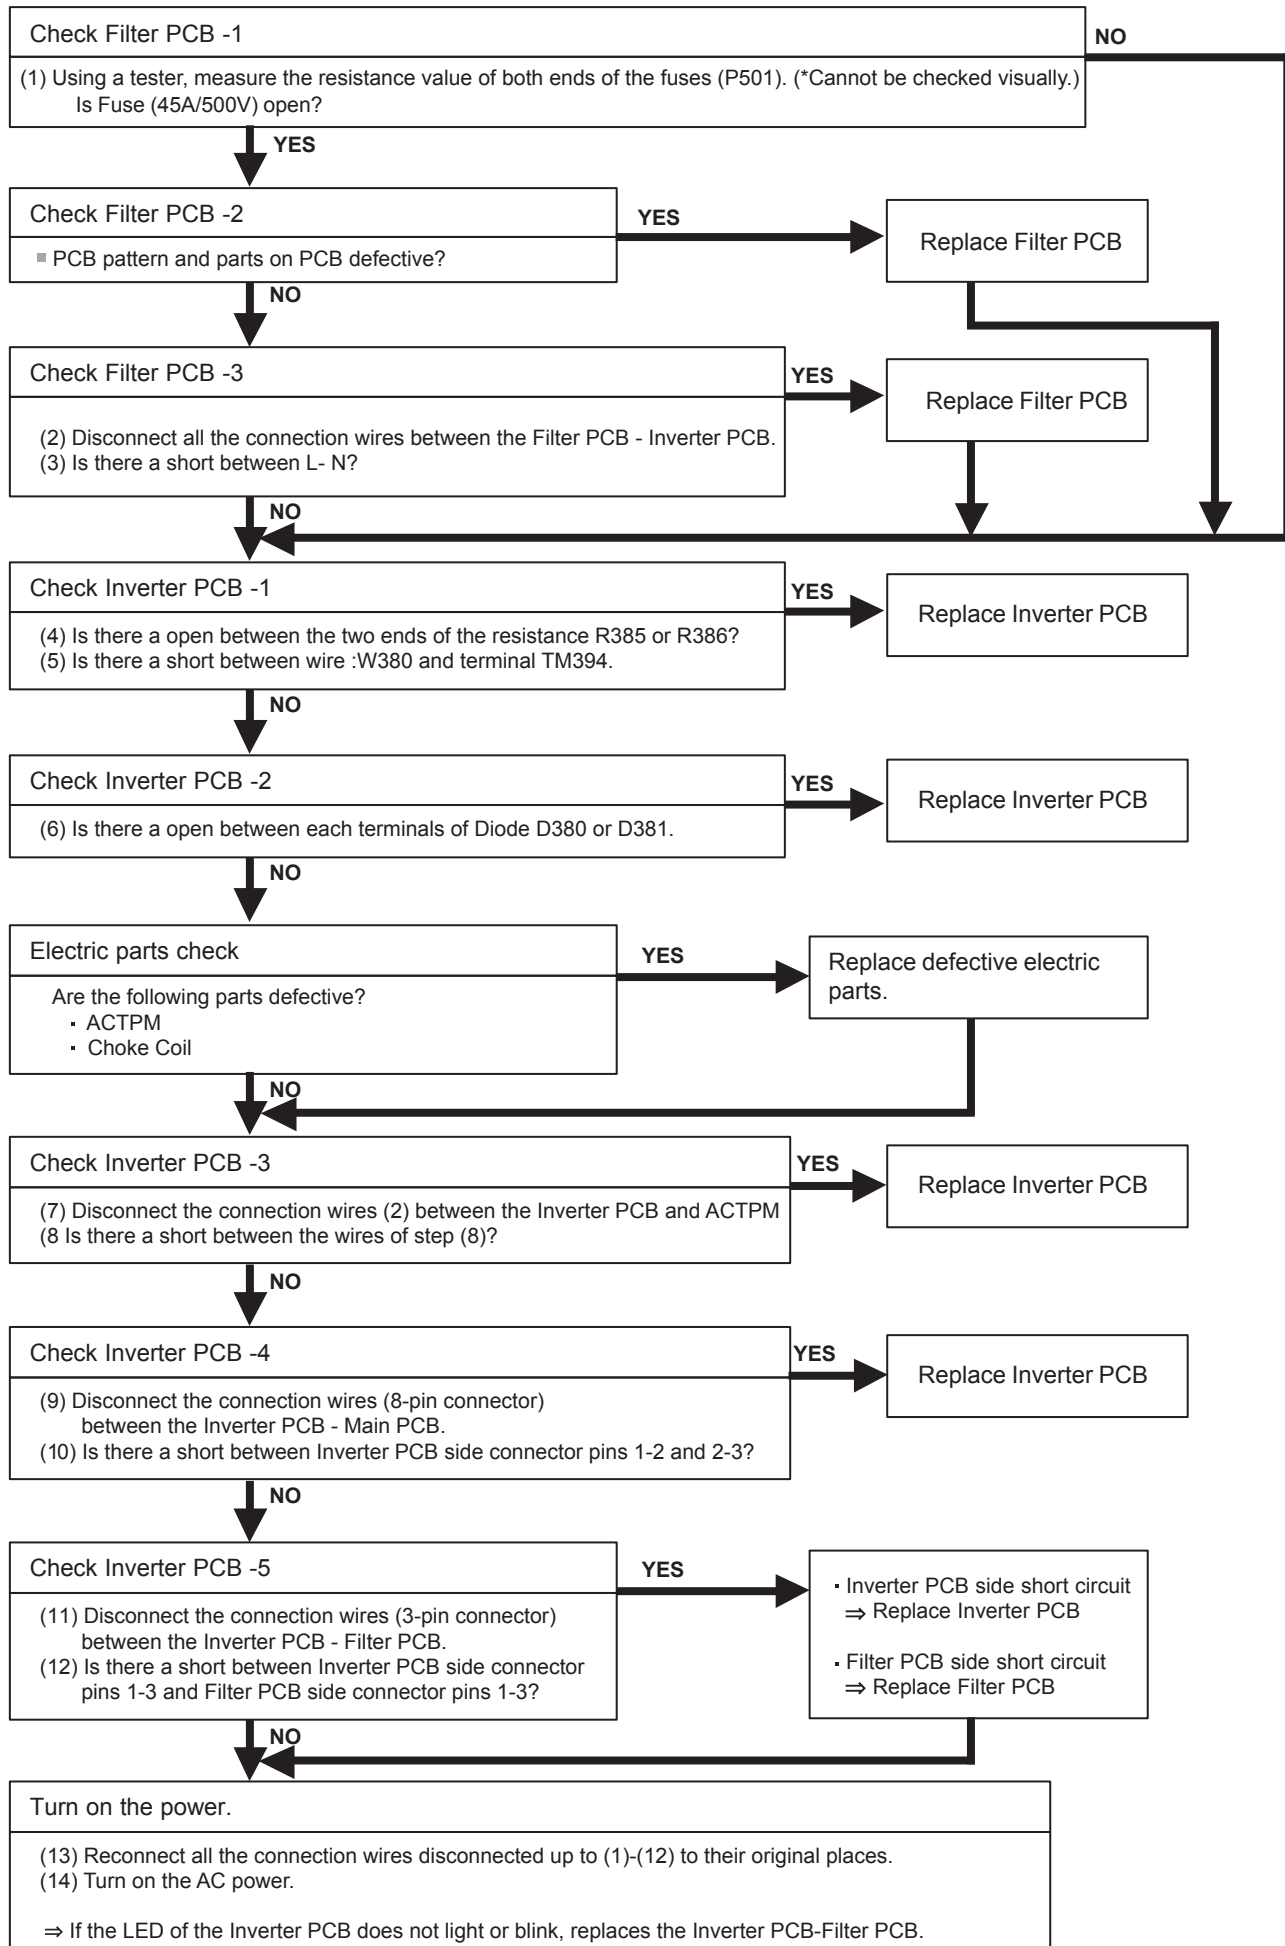 Check Filter PCB -1
NO
(1) Using a tester, measure the resistance value of both ends of the fuses (P501). (*Cannot be checked visually.)
Is Fuse (45A/500V) open?
YES
Check Filter PCB -2
YES
Replace Filter PCB
■ PCB pattern and parts on PCB defective?
NO
Check Filter PCB -3
YES
Replace Filter PCB
(2) Disconnect all the connection wires between the Filter PCB - Inverter PCB.
(3) Is there a short between L- N?
NO
Check Inverter PCB -1
YES
Replace Inverter PCB
(4) Is there a open between the two ends of the resistance R385 or R386?
(5) Is there a short between wire :W380 and terminal TM394.
NO
Check Inverter PCB -2
YES
Replace Inverter PCB
(6) Is there a open between each terminals of Diode D380 or D381.
NO
Electric parts check
YES
Replace defective electric
parts.
Are the following parts defective?
・ ACTPM
・ Choke Coil
NO
Check Inverter PCB -3
YES
Replace Inverter PCB
(7) Disconnect the connection wires (2) between the Inverter PCB and ACTPM
(8 Is there a short between the wires of step (8)?
NO
Check Inverter PCB -4
YES
Replace Inverter PCB
(9) Disconnect the connection wires (8-pin connector)
between the Inverter PCB - Main PCB.
(10) Is there a short between Inverter PCB side connector pins 1-2 and 2-3?
NO
Check Inverter PCB -5
YES
(11) Disconnect the connection wires (3-pin connector)
between the Inverter PCB - Filter PCB.
(12) Is there a short between Inverter PCB side connector
pins 1-3 and Filter PCB side connector pins 1-3?
・ Inverter PCB side short circuit
⇒ Replace Inverter PCB
・ Filter PCB side short circuit
⇒ Replace Filter PCB
NO
Turn on the power.
(13) Reconnect all the connection wires disconnected up to (1)-(12) to their original places.
(14) Turn on the AC power.
⇒ If the LED of the Inverter PCB does not light or blink, replaces the Inverter PCB-Filter PCB.